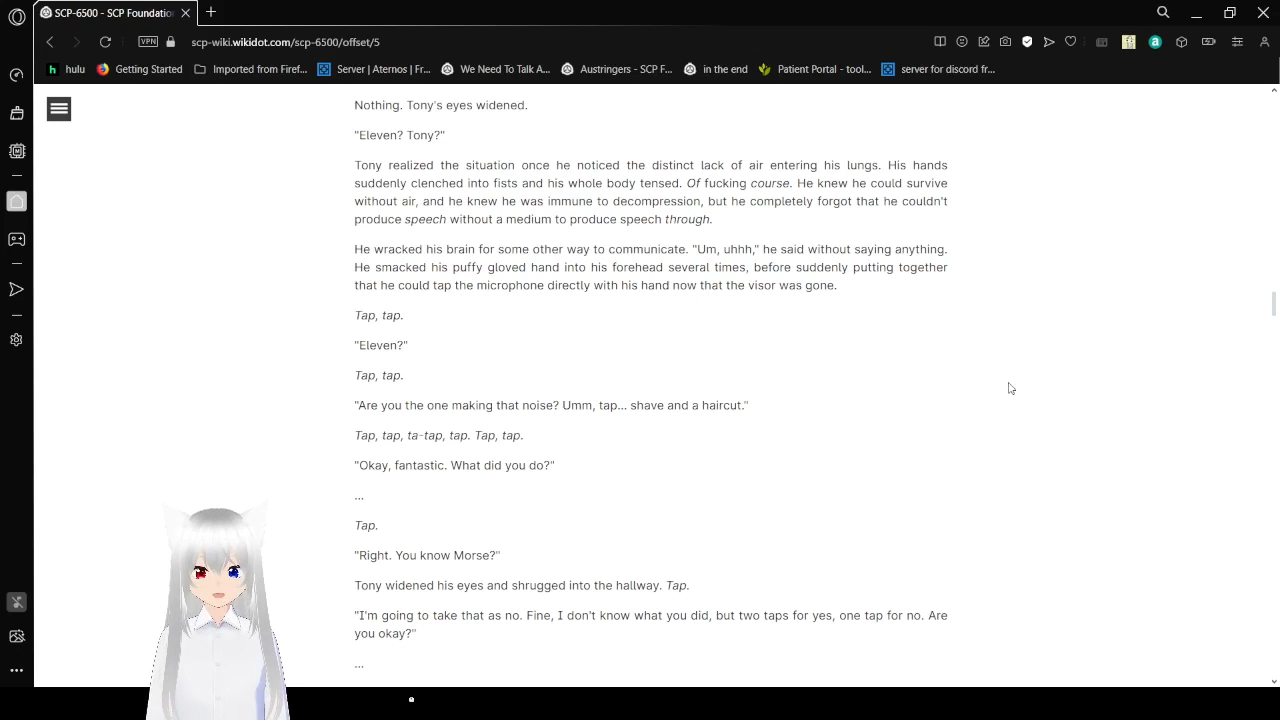 SCP-6500 - SCP Foundatio
VPN
scp-wiki.wikidot.com/scp-6500/offset/5
hulu
Getting Started
Imported from Firef...
Server | Aternos | Fr...
We Need To Talk A...
Austringers - SCP F...
in the end
Patient Portal - tool...
server for discord fr...
Nothing. Tony's eyes widened.
"Eleven? Tony?"
Tony realized the situation once he noticed the distinct lack of air entering his lungs. His hands
suddenly clenched into fists and his whole body tensed. Of fucking course. He knew he could survive
without air, and he knew he was immune to decompression, but he completely forgot that he couldn't
produce speech without a medium to produce speech through.
He wracked his brain for some other way to communicate. "Um, uhhh," he said without saying anything.
He smacked his puffy gloved hand into his forehead several times, before suddenly putting together
that he could tap the microphone directly with his hand now that the visor was gone.
Tap, tap.
"Eleven?"
Tap, tap.
"Are you the one making that noise? Umm, tap... shave and a haircut."
Tap, tap, ta-tap, tap. Tap, tap.
"Okay, fantastic. What did you do?"
...
Tap.
"Right. You know Morse?"
Tony widened his eyes and shrugged into the hallway. Tap.
"I'm going to take that as no. Fine, I don't know what you did, but two taps for yes, one tap for no. Are
you okay?"
...